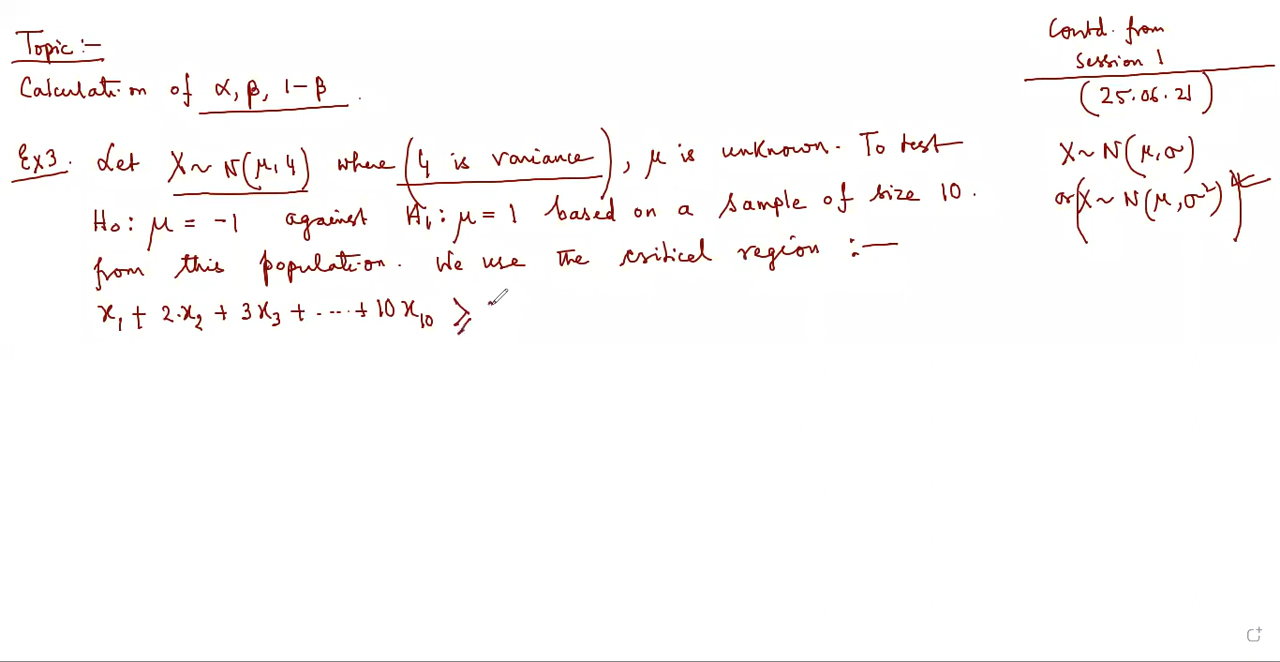 Topic:-
Calculation of α, β, 1-β
Contd. from
Session 1
(25.06.21)
Ex3. Let X ~ N(μ, 4) where (4 is variance), μ is unknown. To test
H₀: μ = -1 against H₁: μ = 1 based on a sample of size 10.
from this population. We use the critical region :—
x₁ + 2·x₂ + 3x₃ + ---- + 10x₁₀ ≥
X ~ N(μ, σ)
or (X ~ N(μ, σ²))